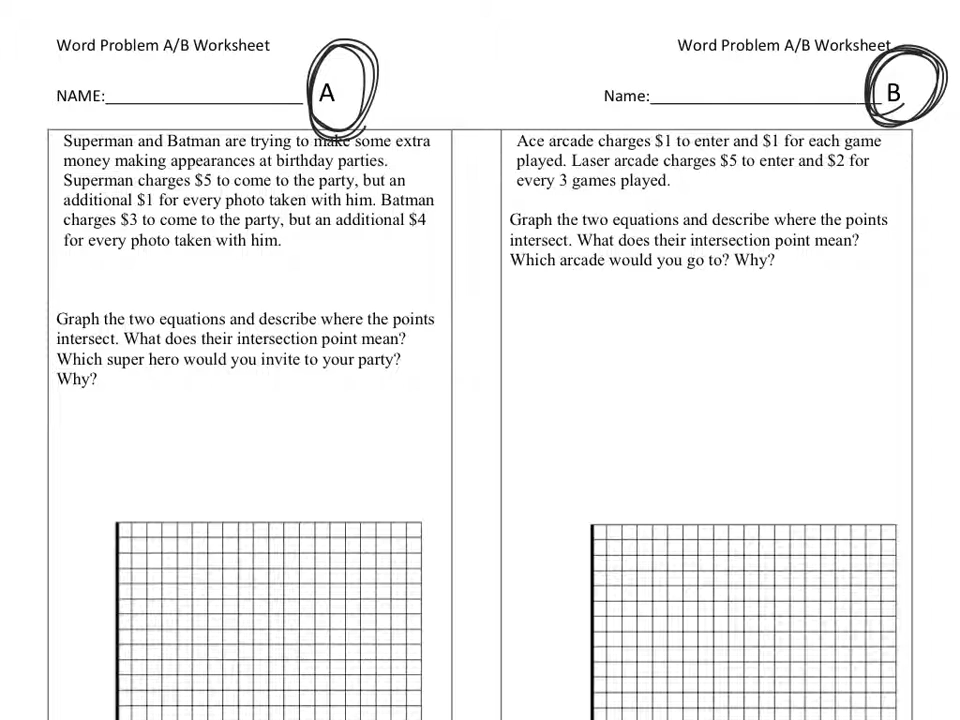 Word Problem A/B Worksheet
NAME:______________________ A
Superman and Batman are trying to make some extra
money making appearances at birthday parties.
Superman charges $5 to come to the party, but an
additional $1 for every photo taken with him. Batman
charges $3 to come to the party, but an additional $4
for every photo taken with him.
Graph the two equations and describe where the points
intersect. What does their intersection point mean?
Which super hero would you invite to your party?
Why?
Word Problem A/B Worksheet
Name:__________________________ B
Ace arcade charges $1 to enter and $1 for each game
played. Laser arcade charges $5 to enter and $2 for
every 3 games played.
Graph the two equations and describe where the points
intersect. What does their intersection point mean?
Which arcade would you go to? Why?